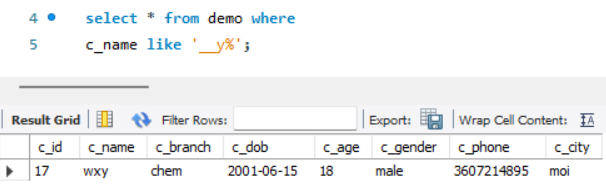 4 select * from demo where
5 c_name like '__y%';
Result Grid Filter Rows: Export: Wrap Cell Content: IA
c_id c_name c_branch c_dob c_age c_gender c_phone c_city
17 wxy chem 2001-06-15 18 male 3607214895 moi